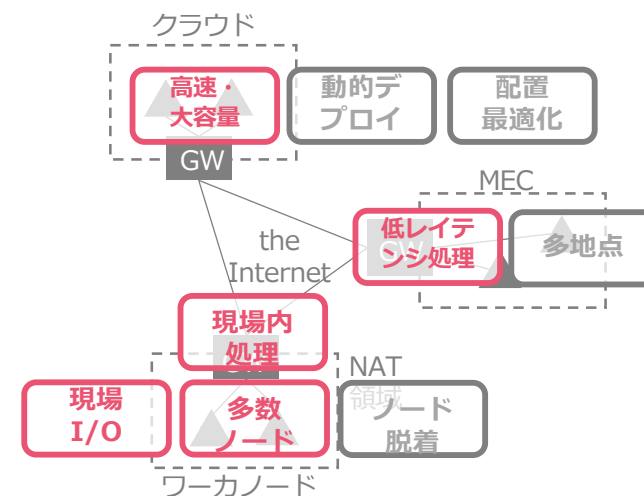 クラウド
高速・
大容量
動的デ
プロイ
配置
最適化
GW
MEC
低レイテ
ンシ処理
GW
多地点
the
Internet
現場内
処理
NAT
領域
現場
I/O
多数
ノード
ノード
脱着
ワーカノード